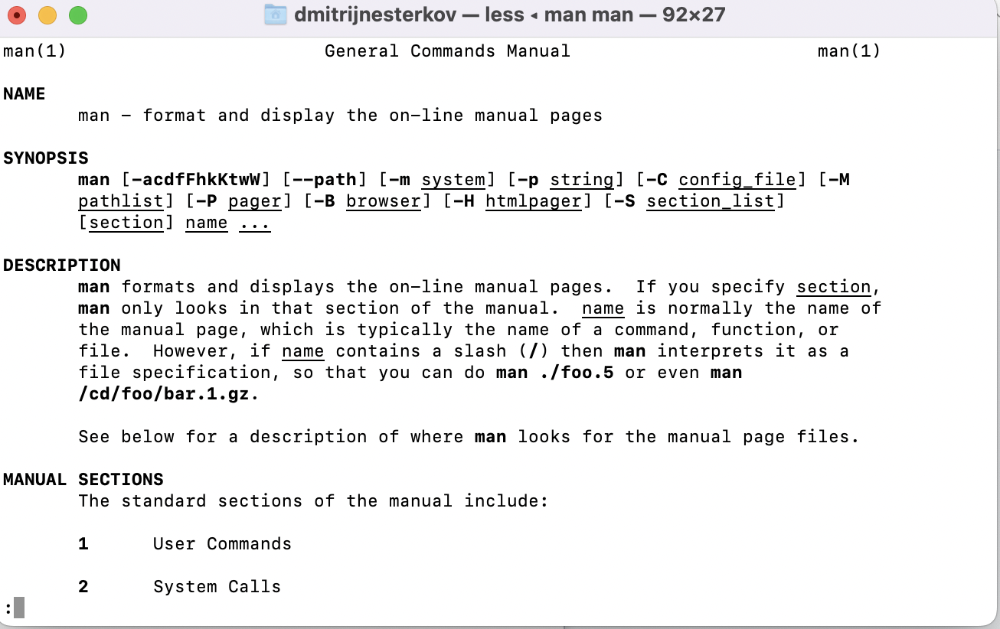 dmitrijnesterkov — less ◂ man man — 92×27
man(1) General Commands Manual man(1)
NAME
man - format and display the on-line manual pages
SYNOPSIS
man [-acdfFhkKtwW] [--path] [-m system] [-p string] [-C config_file] [-M
pathlist] [-P pager] [-B browser] [-H htmlpager] [-S section_list]
[section] name ...
DESCRIPTION
man formats and displays the on-line manual pages. If you specify section,
man only looks in that section of the manual. name is normally the name of
the manual page, which is typically the name of a command, function, or
file. However, if name contains a slash (/) then man interprets it as a
file specification, so that you can do man ./foo.5 or even man
/cd/foo/bar.1.gz.
See below for a description of where man looks for the manual page files.
MANUAL SECTIONS
The standard sections of the manual include:
1 User Commands
2 System Calls
: